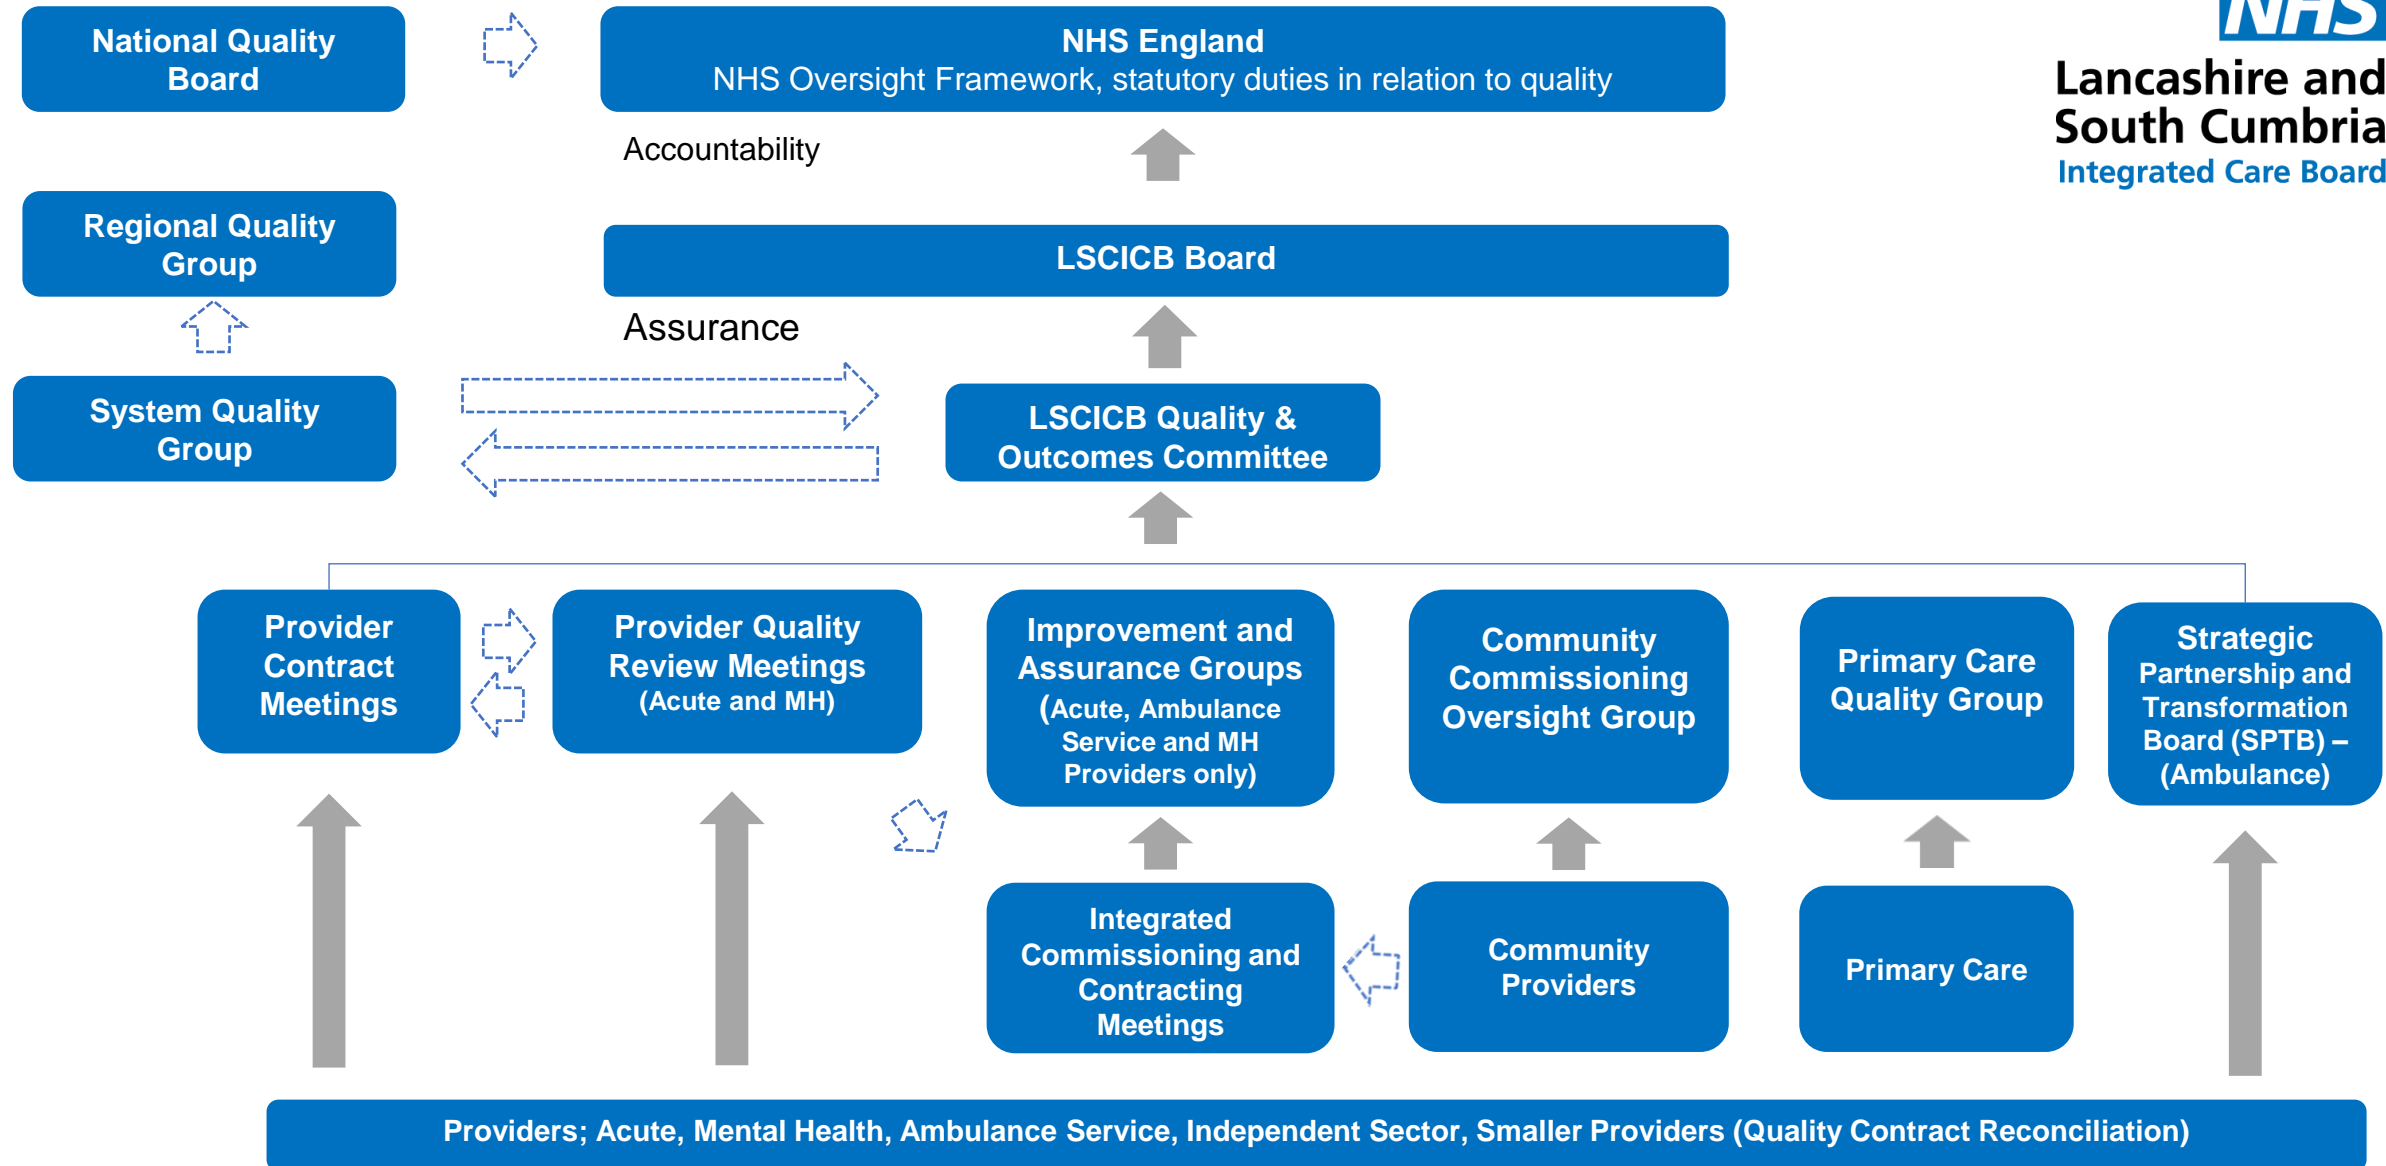 NHS
Lancashire and
South Cumbria
Integrated Care Board
National Quality
Board
NHS England
NHS Oversight Framework, statutory duties in relation to quality
Accountability
Regional Quality
Group
LSCICB Board
Assurance
System Quality
Group
LSCICB Quality &
Outcomes Committee
Provider
Contract
Meetings
Provider Quality
Review Meetings
(Acute and MH)
Improvement and
Assurance Groups
(Acute, Ambulance
Service and MH
Providers only)
Community
Commissioning
Oversight Group
Primary Care
Quality Group
Strategic
Partnership and
Transformation
Board (SPTB) –
(Ambulance)
Integrated
Commissioning and
Contracting
Meetings
Community
Providers
Primary Care
Providers; Acute, Mental Health, Ambulance Service, Independent Sector, Smaller Providers (Quality Contract Reconciliation)